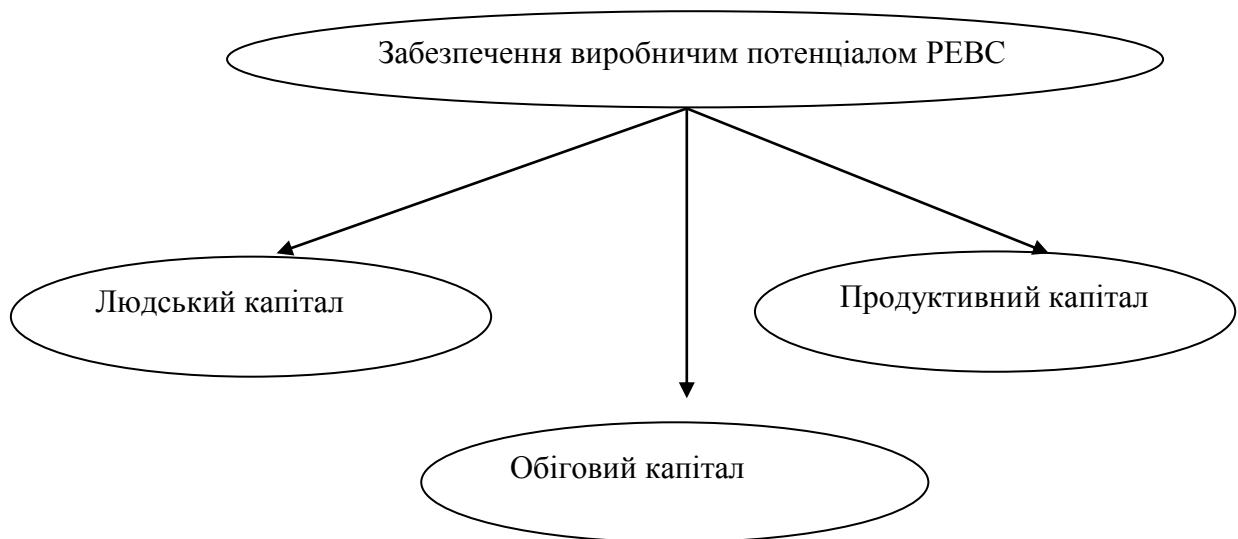 Забезпечення виробничим потенціалом РЕВС
Людський капітал
Продуктивний капітал
Обіговий капітал